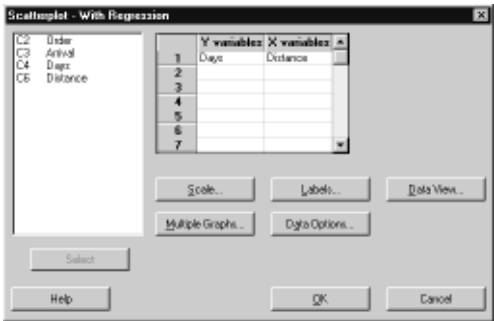 Scatterplot - With Regression
C2 Order
C3 Arrival
C4 Days
C6 Distance
Y variables X variables
1 Days Distance
2
3
4
5
6
7
Scale... Labels... Data View...
Multiple Graphs... Data Options...
Select
Help OK Cancel